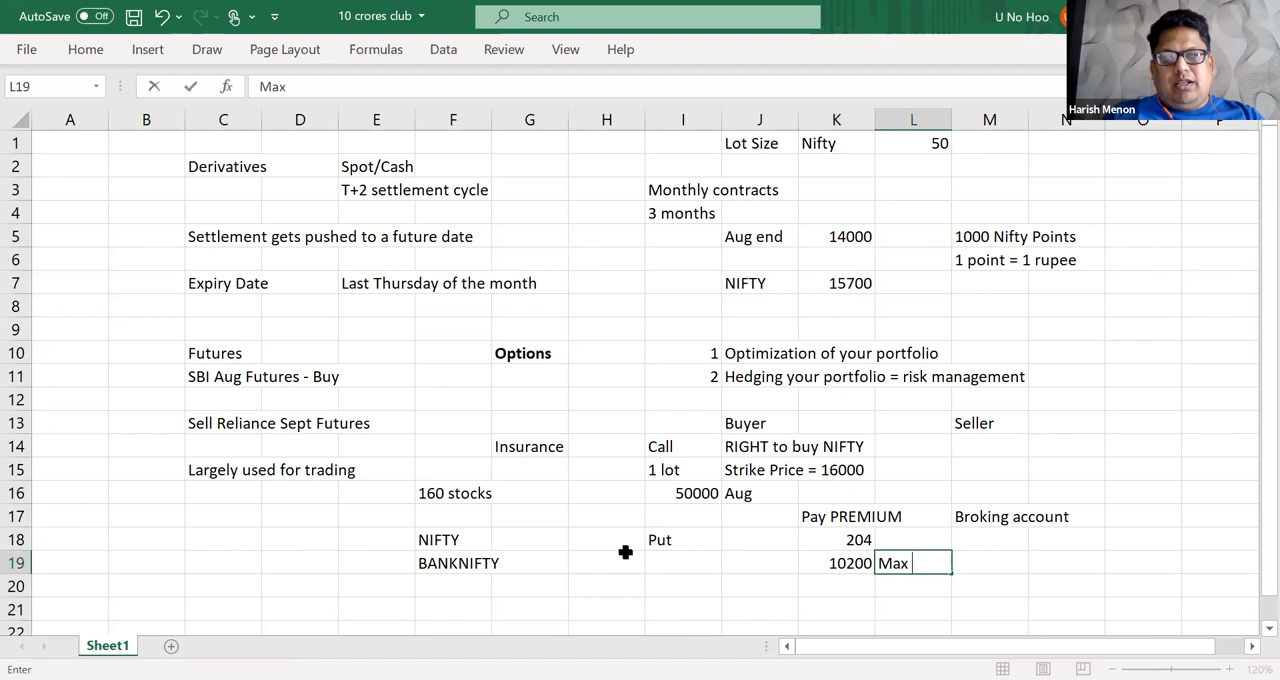 AutoSave Off 10 crores club Search U No Hoo
File Home Insert Draw Page Layout Formulas Data Review View Help
L19 fx Max
Harish Menon
A B C D E F G H I J K L M N
1 Lot Size Nifty 50
2 Derivatives Spot/Cash
3 T+2 settlement cycle Monthly contracts
4 3 months
5 Settlement gets pushed to a future date Aug end 14000 1000 Nifty Points
6 1 point = 1 rupee
7 Expiry Date Last Thursday of the month NIFTY 15700
8
9
10 Futures Options 1 Optimization of your portfolio
11 SBI Aug Futures - Buy 2 Hedging your portfolio = risk management
12
13 Sell Reliance Sept Futures Buyer Seller
14 Insurance Call RIGHT to buy NIFTY
15 Largely used for trading 1 lot Strike Price = 16000
16 160 stocks 50000 Aug
17 Pay PREMIUM Broking account
18 NIFTY Put 204
19 BANKNIFTY 10200 Max
20
21
22
Sheet1
Enter 120%